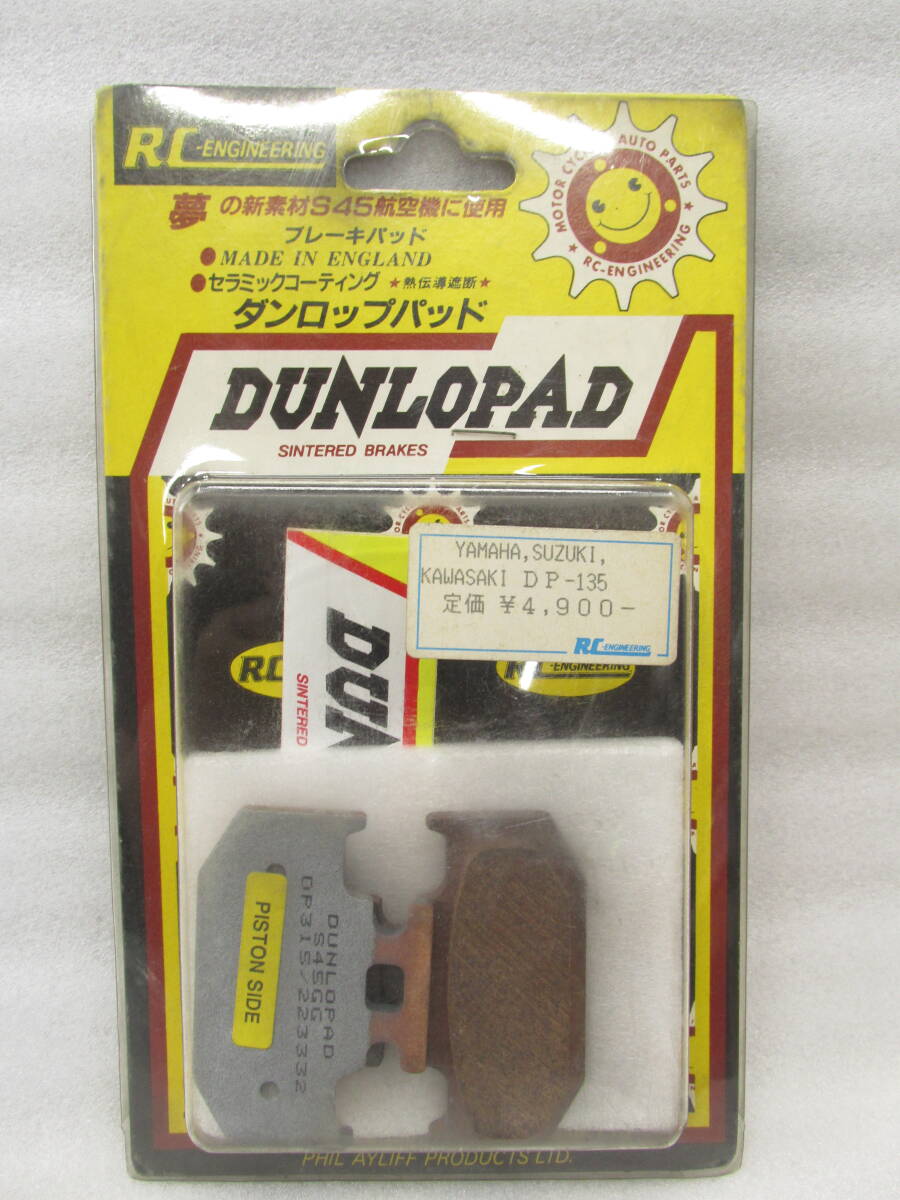 RC-ENGINEERING
MOTOR CYCLE AUTO PARTS
★ RC-ENGINEERING ★
夢の新素材S45航空機に使用
ブレーキパッド
●MADE IN ENGLAND
●セラミックコーティング ★熱伝導遮断★
ダンロップパッド
DUNLOPAD
SINTERED BRAKES
YAMAHA,SUZUKI,
KAWASAKI DP-135
定価 ¥4,900-
RC-ENGINEERING
RC
-ENGINEERING
DUN
SINTERED
PISTON SIDE
DUNLOPAD
S45GG
DP315/223332
PHIL AYLIFF PRODUCTS LTD.